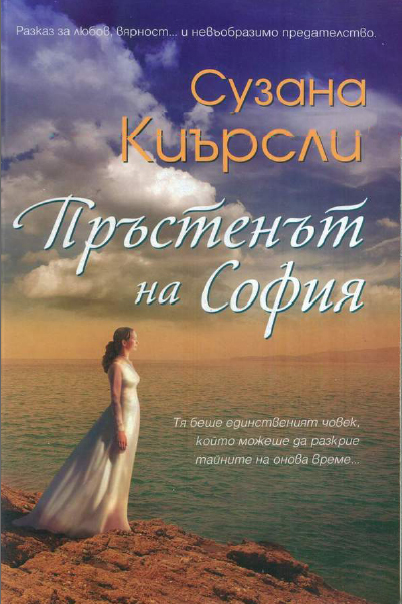 Разказ за любов, вярност... и невъобразимо предателство.
Сузана
Киърсли
Пръстенът
на София
Тя беше единственият човек,
който можеше да разкрие
тайните на онова време...